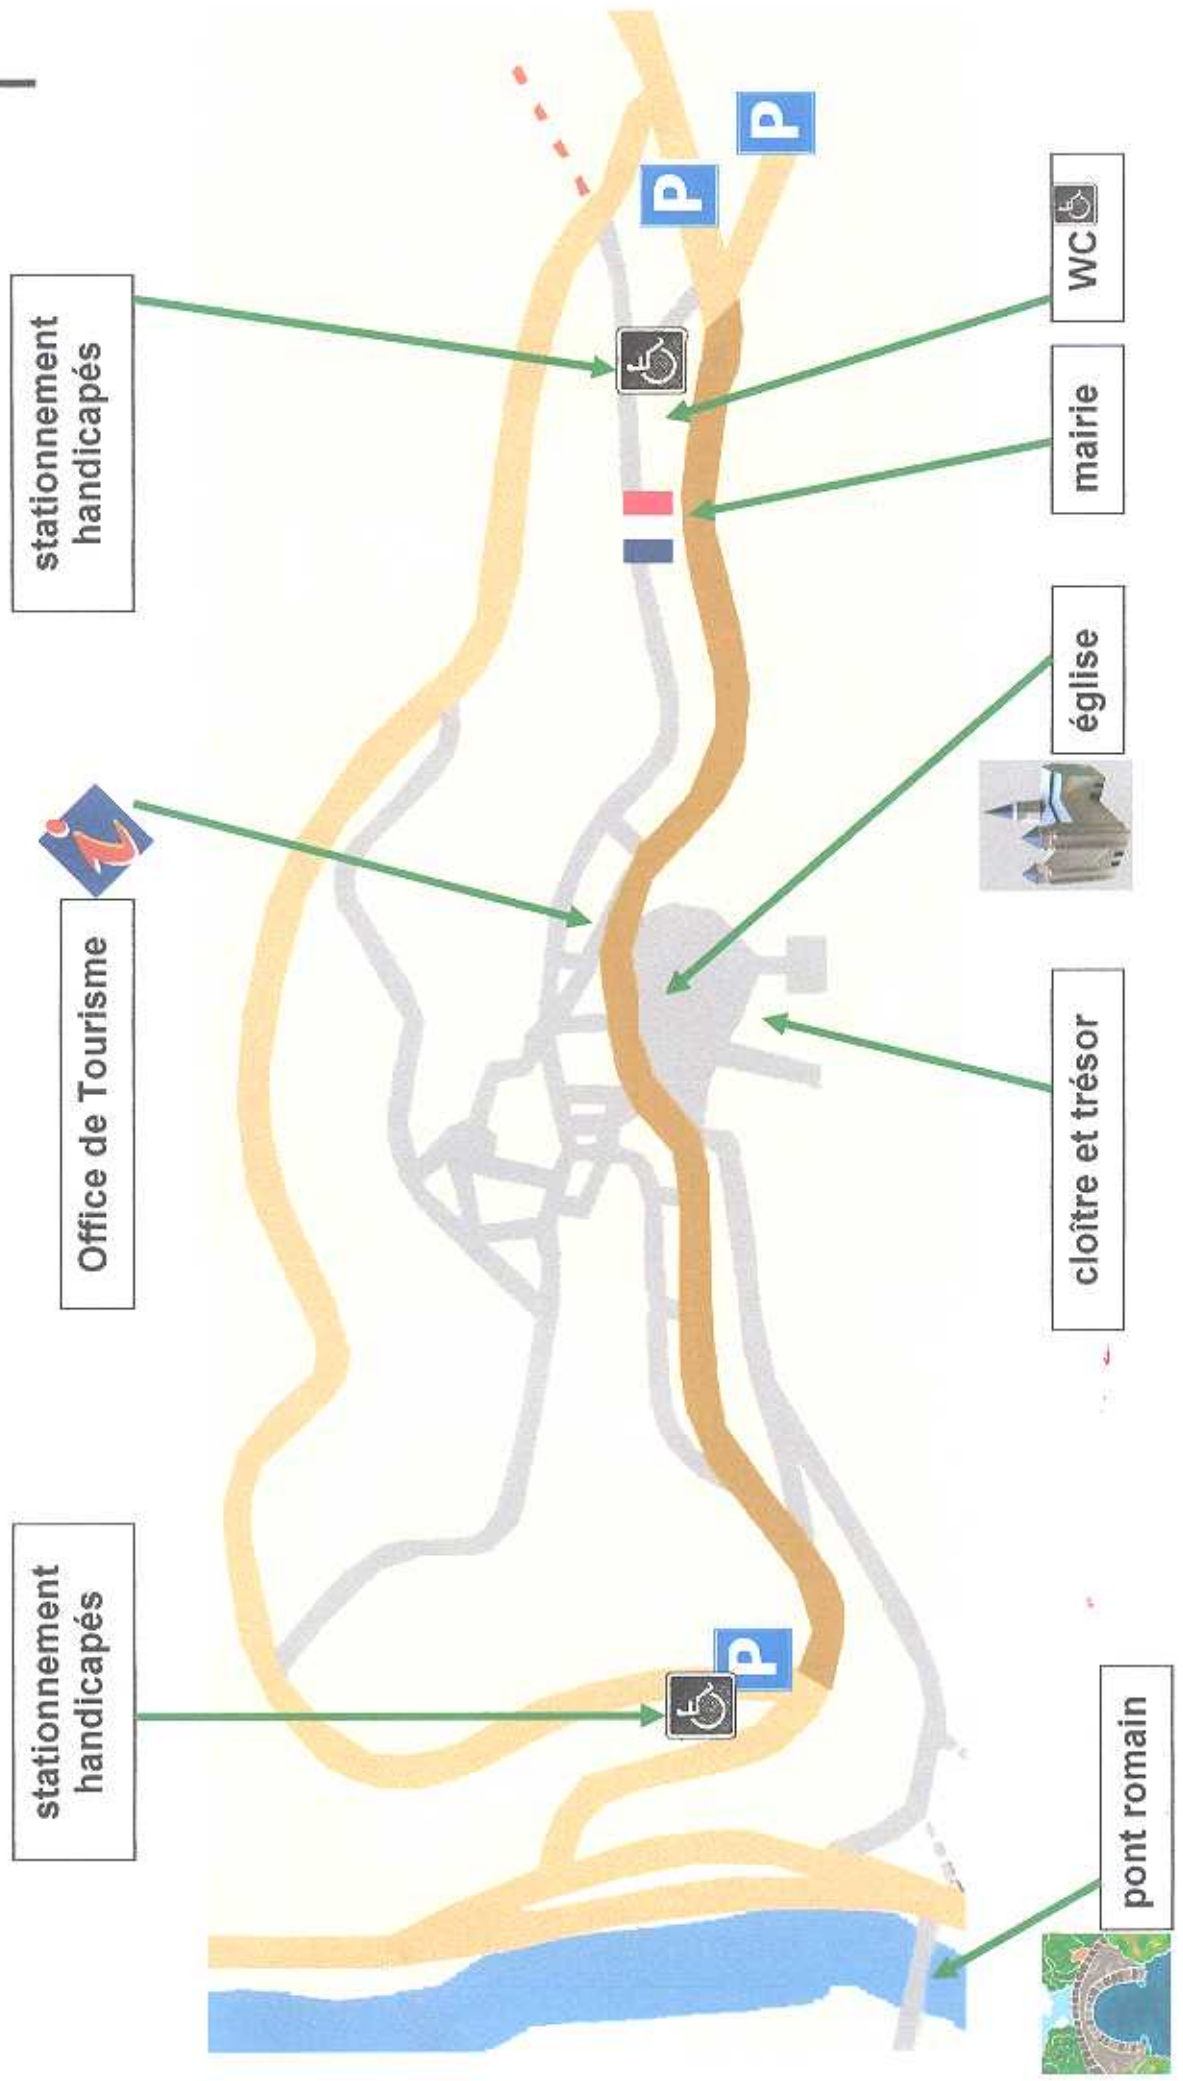 stationnement
handicapés
Office de Tourisme
i
stationnement
handicapés
P
P
P
pont romain
cloître et trésor
église
mairie
WC